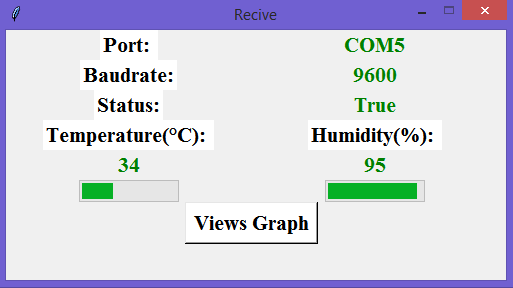 Recive
Port: COM5
Baudrate: 9600
Status: True
Temperature(°C): Humidity(%):
34 95
Views Graph